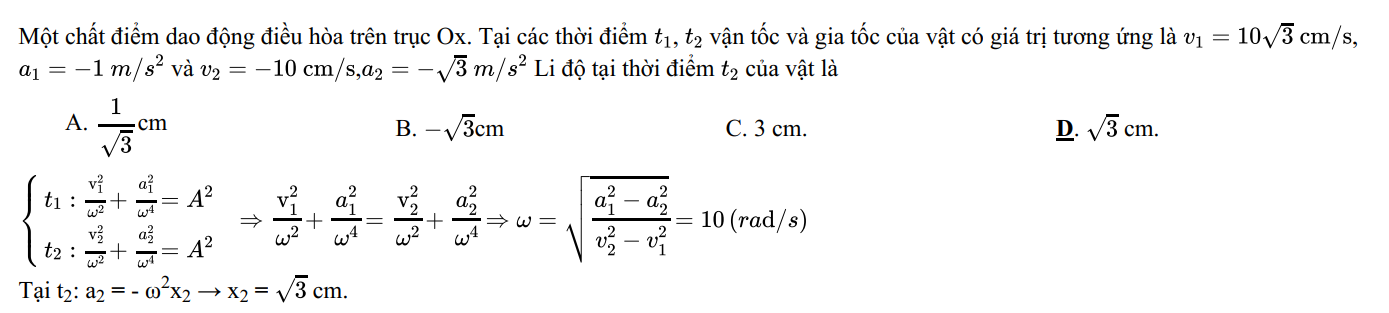 Một chất điểm dao động điều hòa trên trục Ox. Tại các thời điểm $t_1$, $t_2$ vận tốc và gia tốc của vật có giá trị tương ứng là $v_1 = 10\sqrt{3}$ cm/s,
$a_1 = -1 \, m/s^2$ và $v_2 = -10$ cm/s,$a_2 = -\sqrt{3} \, m/s^2$ Li độ tại thời điểm $t_2$ của vật là
A. $\frac{1}{\sqrt{3}}$cm B. $-\sqrt{3}$cm C. 3 cm. D. $\sqrt{3}$ cm.
$\begin{cases} t_1 : \frac{v_1^2}{\omega^2} + \frac{a_1^2}{\omega^4} = A^2 \\ t_2 : \frac{v_2^2}{\omega^2} + \frac{a_2^2}{\omega^4} = A^2 \end{cases} \Rightarrow \frac{v_1^2}{\omega^2} + \frac{a_1^2}{\omega^4} = \frac{v_2^2}{\omega^2} + \frac{a_2^2}{\omega^4} \Rightarrow \omega = \sqrt{\frac{a_1^2 - a_2^2}{v_2^2 - v_1^2}} = 10 \, (rad/s)$
Tại t₂: a₂ = - ω²x₂ → x₂ = $\sqrt{3}$ cm.